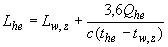 L_he = L_w, z + 3,6Q_he / c(t_he − t_w, z)